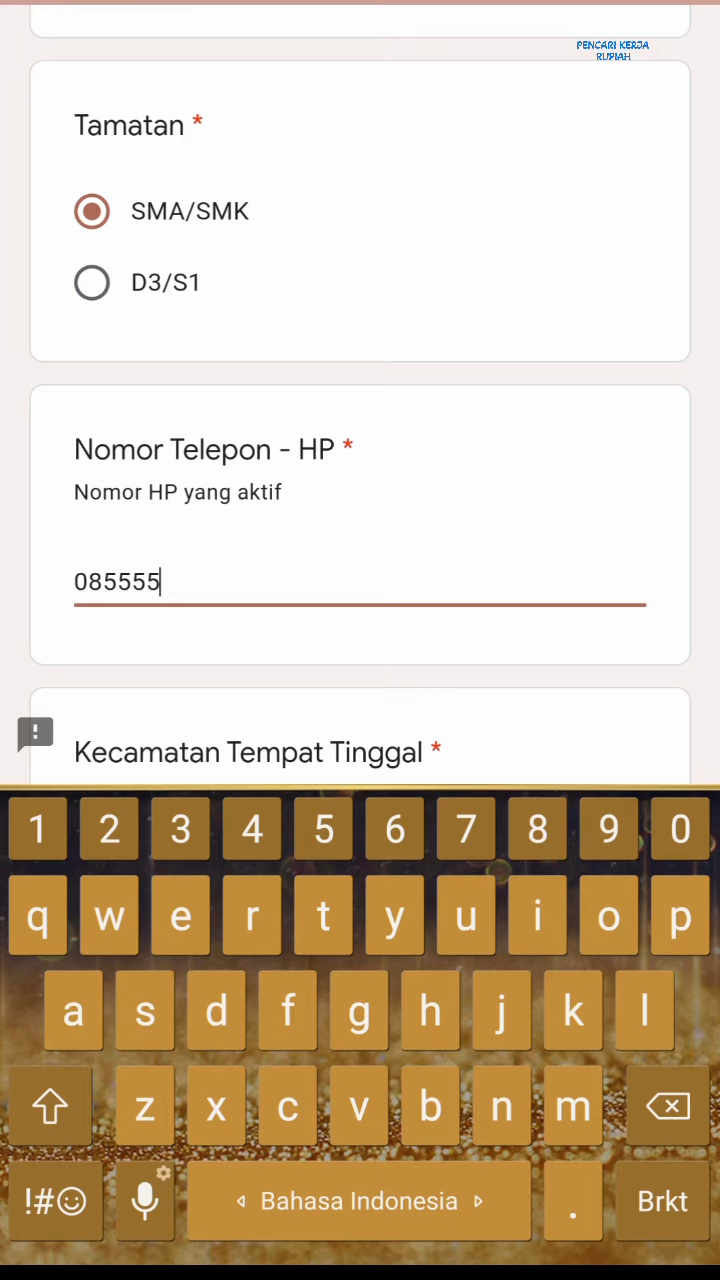 PENCARI KERJA
RUPIAH
Tamatan *
SMA/SMK
D3/S1
Nomor Telepon - HP *
Nomor HP yang aktif
085555
Kecamatan Tempat Tinggal *
1 2 3 4 5 6 7 8 9 0
q w e r t y u i o p
a s d f g h j k l
z x c v b n m
!#☺ Bahasa Indonesia . Brkt